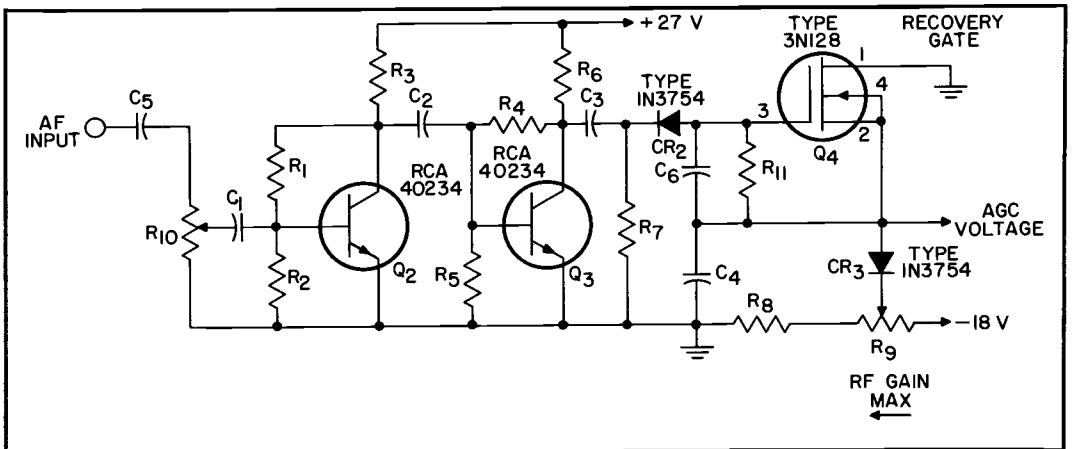 +27 V
TYPE
3N128
RECOVERY
GATE
R3
R6
TYPE
IN3754
1
4
C5
C2
R4
C3
3
2
AF
INPUT
CR2
Q4
R1
RCA
40234
RCA
40234
C6
R11
C1
R10
R7
AGC
VOLTAGE
R2
Q2
R5
Q3
C4
CR3
TYPE
IN3754
R8
-18 V
R9
RF GAIN
MAX